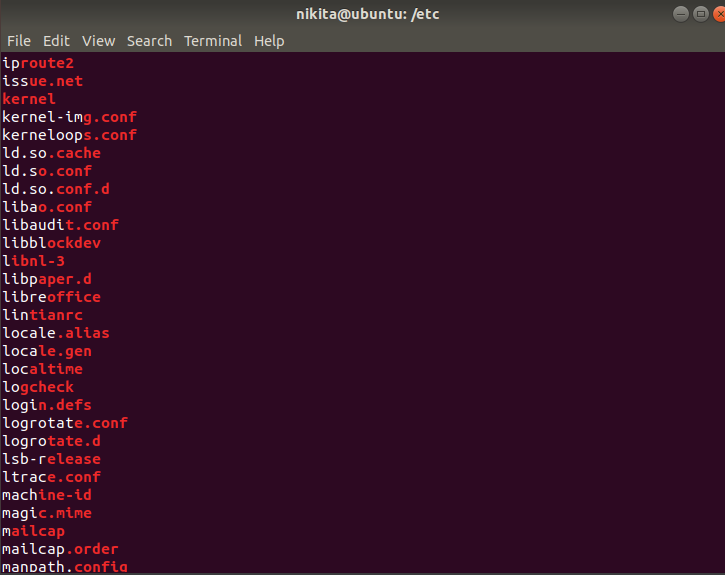 nikita@ubuntu: /etc
File Edit View Search Terminal Help
iproute2
issue.net
kernel
kernel-img.conf
kerneloops.conf
ld.so.cache
ld.so.conf
ld.so.conf.d
libao.conf
libaudit.conf
libblockdev
libnl-3
libpaper.d
libreoffice
lintianrc
locale.alias
locale.gen
localtime
logcheck
login.defs
logrotate.conf
logrotate.d
lsb-release
ltrace.conf
machine-id
magic.mime
mailcap
mailcap.order
manpath.config